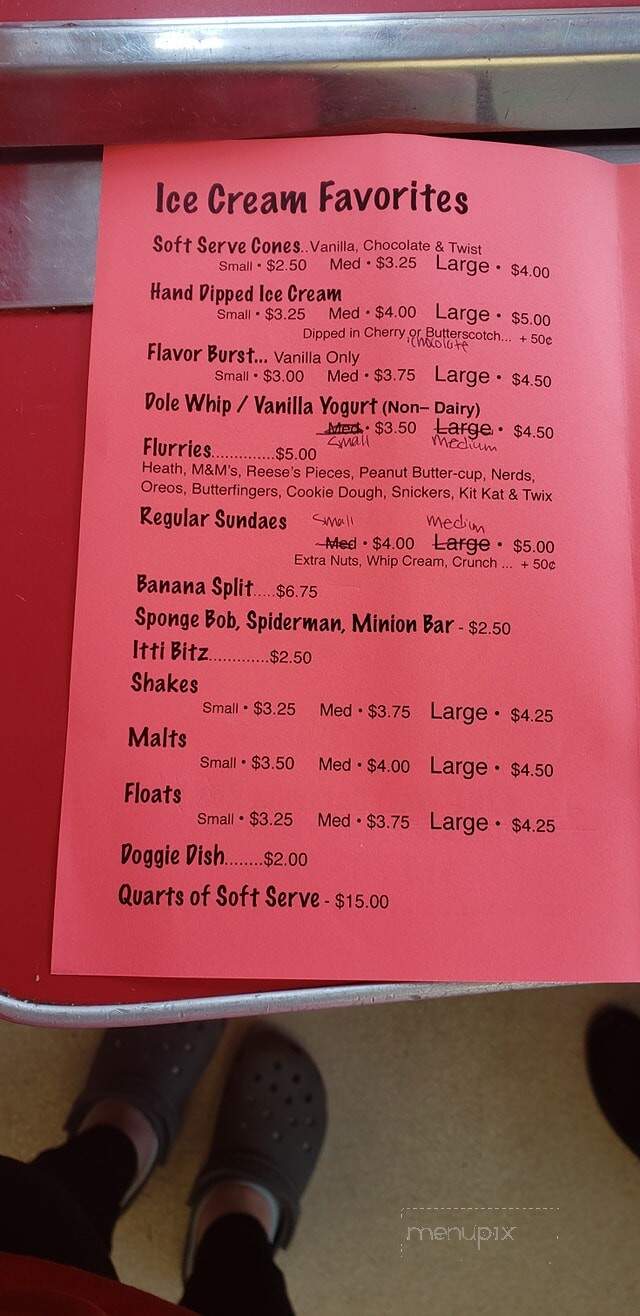 Ice Cream Favorites
Soft Serve Cones..Vanilla, Chocolate & Twist
Small • $2.50 Med • $3.25 Large • $4.00
Hand Dipped Ice Cream
Small • $3.25 Med • $4.00 Large • $5.00
Dipped in Cherry or Butterscotch... + 50¢
chocolate
Flavor Burst... Vanilla Only
Small • $3.00 Med • $3.75 Large • $4.50
Dole Whip / Vanilla Yogurt (Non– Dairy)
Med • $3.50 Large • $4.50
small medium
Flurries..............$5.00
Heath, M&M's, Reese's Pieces, Peanut Butter-cup, Nerds,
Oreos, Butterfingers, Cookie Dough, Snickers, Kit Kat & Twix
Regular Sundaes small medium
Med • $4.00 Large • $5.00
Extra Nuts, Whip Cream, Crunch ... + 50¢
Banana Split.....$6.75
Sponge Bob, Spiderman, Minion Bar - $2.50
Itti Bitz.............$2.50
Shakes
Small • $3.25 Med • $3.75 Large • $4.25
Malts
Small • $3.50 Med • $4.00 Large • $4.50
Floats
Small • $3.25 Med • $3.75 Large • $4.25
Doggie Dish........$2.00
Quarts of Soft Serve - $15.00
menupix